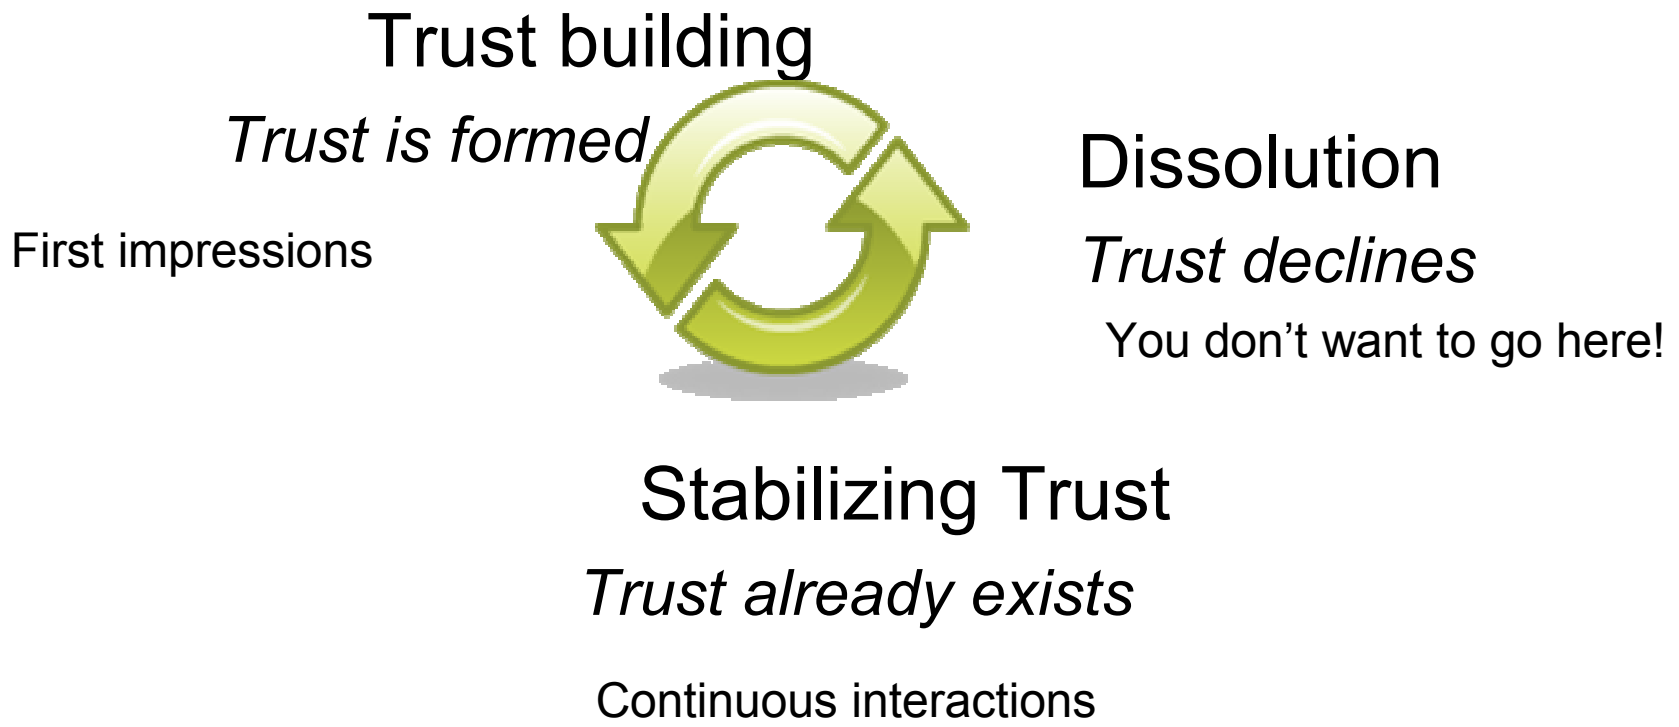 Trust building
Trust is formed
First impressions
Dissolution
Trust declines
You don’t want to go here!
Stabilizing Trust
Trust already exists
Continuous interactions